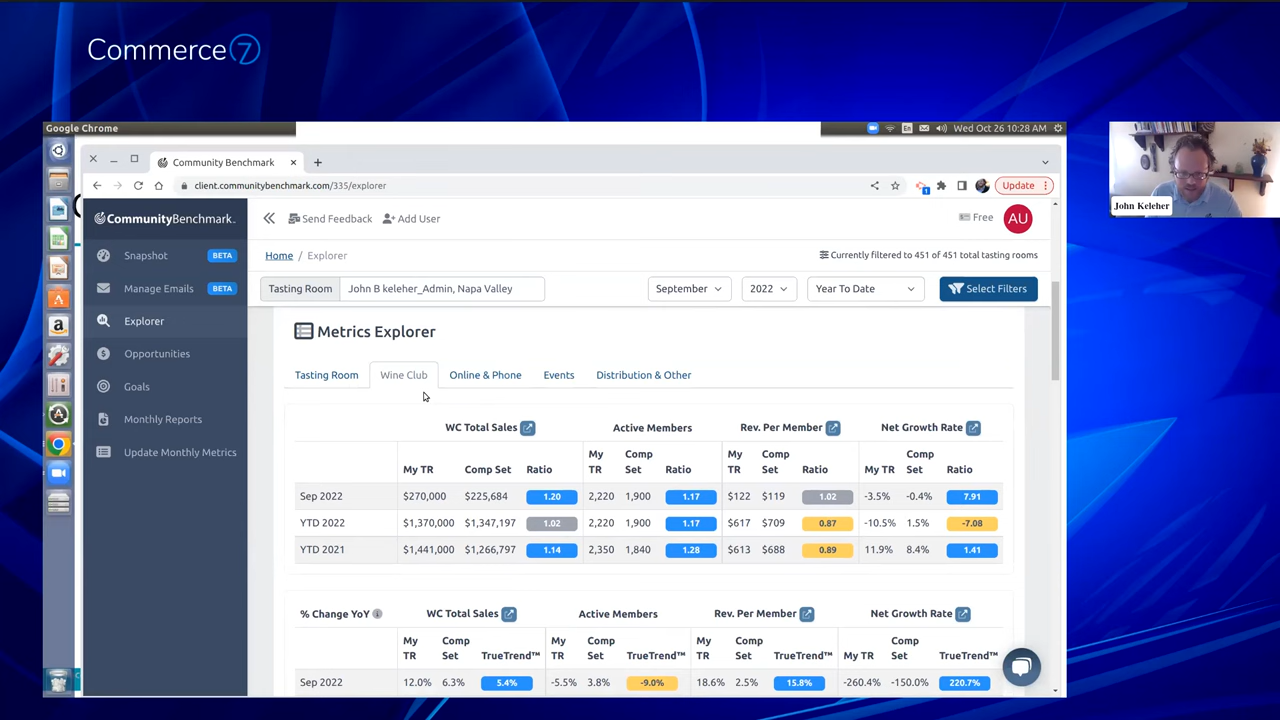 Commerce7
Google Chrome
En
Wed Oct 26 10:28 AM
Community Benchmark
client.communitybenchmark.com/335/explorer
1
Update
John Keleher
CommunityBenchmark.
Send Feedback
Add User
Free
AU
Snapshot BETA
Manage Emails BETA
Explorer
Opportunities
Goals
Monthly Reports
Update Monthly Metrics
Home / Explorer
Currently filtered to 451 of 451 total tasting rooms
Tasting Room John B keleher_Admin, Napa Valley September 2022 Year To Date Select Filters
Metrics Explorer
Tasting Room Wine Club Online & Phone Events Distribution & Other
WC Total Sales Active Members Rev. Per Member Net Growth Rate
My TR Comp Set Ratio My TR Comp Set Ratio My TR Comp Set Ratio My TR Comp Set Ratio
Sep 2022 $270,000 $225,684 1.20 2,220 1,900 1.17 $122 $119 1.02 -3.5% -0.4% 7.91
YTD 2022 $1,370,000 $1,347,197 1.02 2,220 1,900 1.17 $617 $709 0.87 -10.5% 1.5% -7.08
YTD 2021 $1,441,000 $1,266,797 1.14 2,350 1,840 1.28 $613 $688 0.89 11.9% 8.4% 1.41
% Change YoY WC Total Sales Active Members Rev. Per Member Net Growth Rate
My TR Comp Set TrueTrend™ My TR Comp Set TrueTrend™ My TR Comp Set TrueTrend™ My TR Comp Set TrueTrend™
Sep 2022 12.0% 6.3% 5.4% -5.5% 3.8% -9.0% 18.6% 2.5% 15.8% -260.4% -150.0% 220.7%